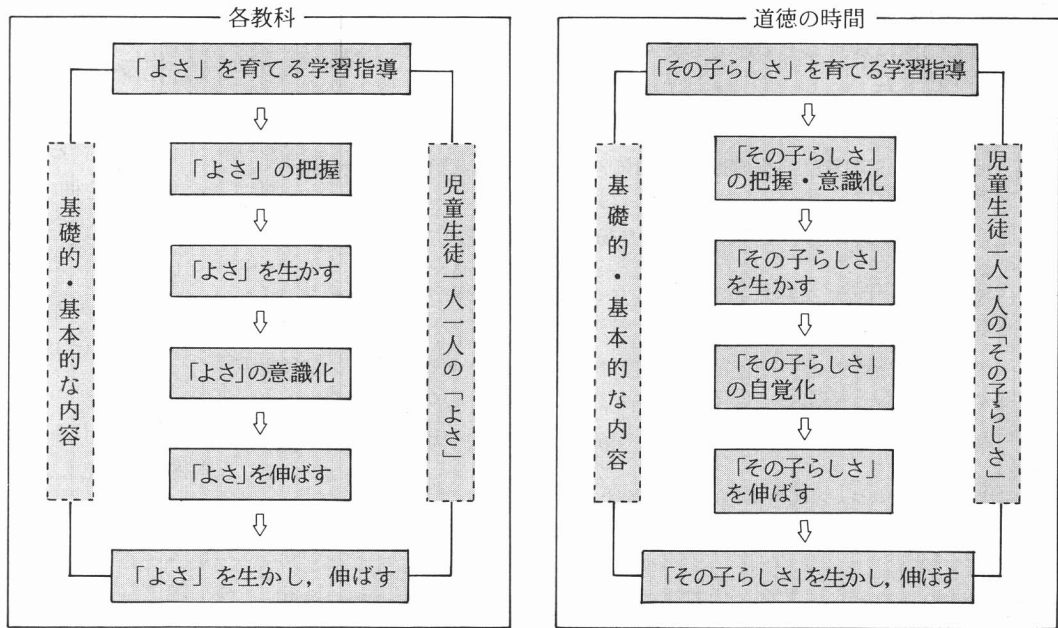 各教科
「よさ」を育てる学習指導
「よさ」の把握
「よさ」を生かす
「よさ」の意識化
「よさ」を伸ばす
「よさ」を生かし，伸ばす
基礎的・基本的な内容
児童生徒一人一人の「よさ」
道徳の時間
「その子らしさ」を育てる学習指導
「その子らしさ」
の把握・意識化
「その子らしさ」
を生かす
「その子らしさ」
の自覚化
「その子らしさ」
を伸ばす
「その子らしさ」を生かし，伸ばす
基礎的・基本的な内容
児童生徒一人一人の「その子らしさ」